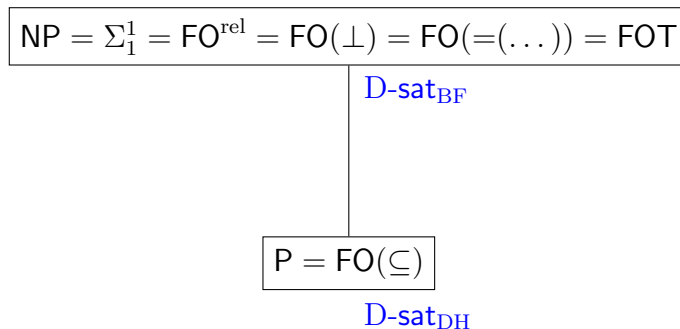 NP = Σ₁¹ = FO^rel = FO(⊥) = FO(=(...)) = FOT
D-sat_BF
P = FO(⊆)
D-sat_DH